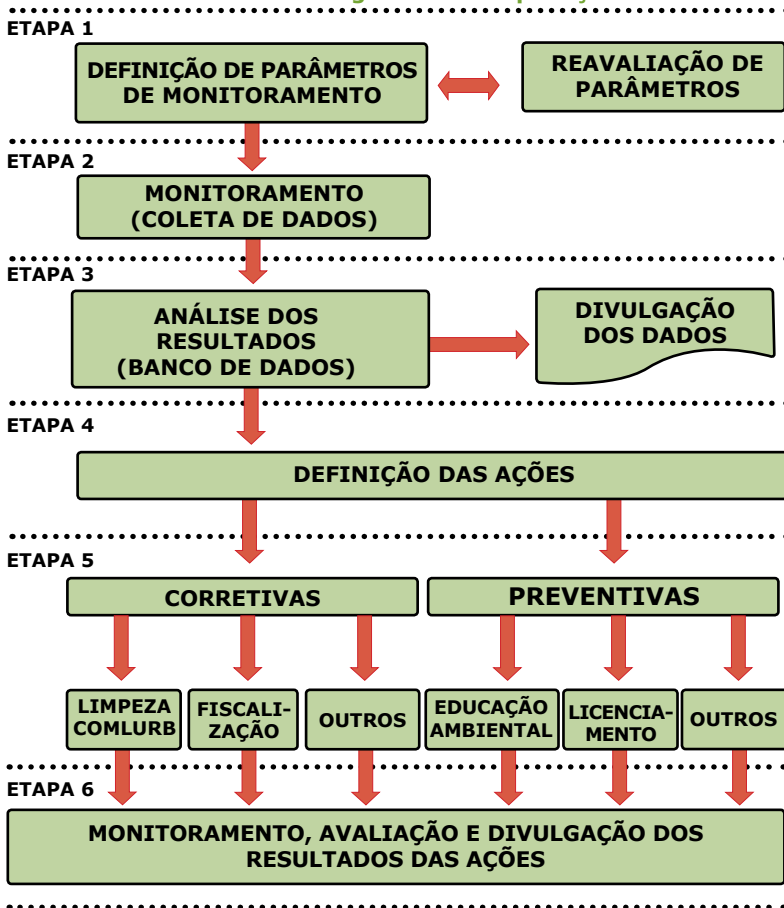 ETAPA 1
DEFINIÇÃO DE PARÂMETROS
DE MONITORAMENTO
REAVALIAÇÃO DE
PARÂMETROS
ETAPA 2
MONITORAMENTO
(COLETA DE DADOS)
ETAPA 3
ANÁLISE DOS
RESULTADOS
(BANCO DE DADOS)
DIVULGAÇÃO
DOS DADOS
ETAPA 4
DEFINIÇÃO DAS AÇÕES
ETAPA 5
CORRETIVAS
PREVENTIVAS
LIMPEZA
COMLURB
FISCALI-
ZAÇÃO
OUTROS
EDUCAÇÃO
AMBIENTAL
LICENCIA-
MENTO
OUTROS
ETAPA 6
MONITORAMENTO, AVALIAÇÃO E DIVULGAÇÃO DOS
RESULTADOS DAS AÇÕES